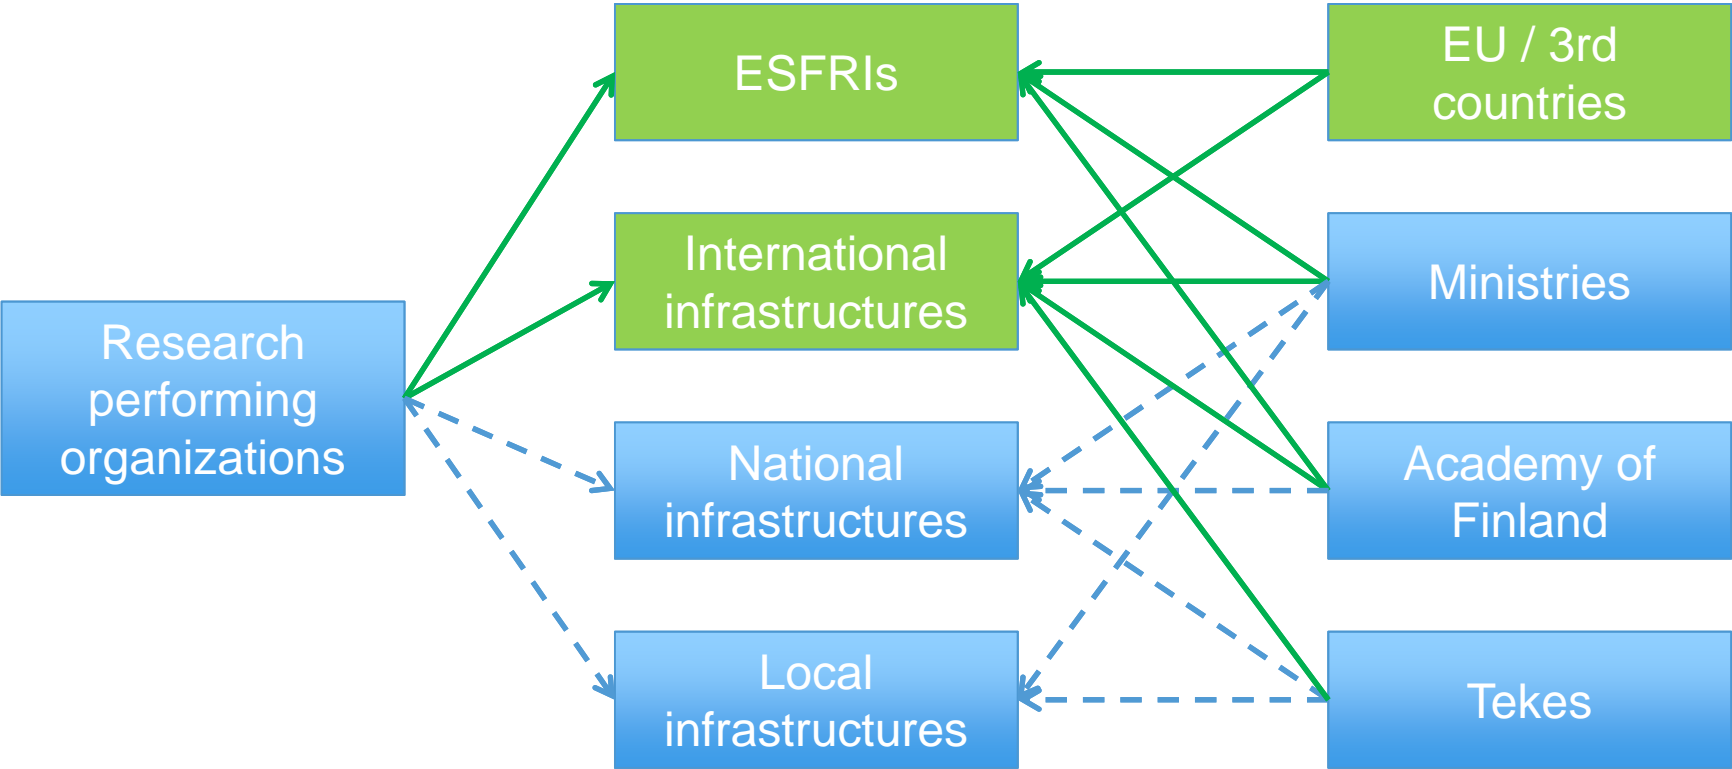 ESFRIs
EU / 3rd
countries
International
infrastructures
Ministries
Research
performing
organizations
National
infrastructures
Academy of
Finland
Local
infrastructures
Tekes